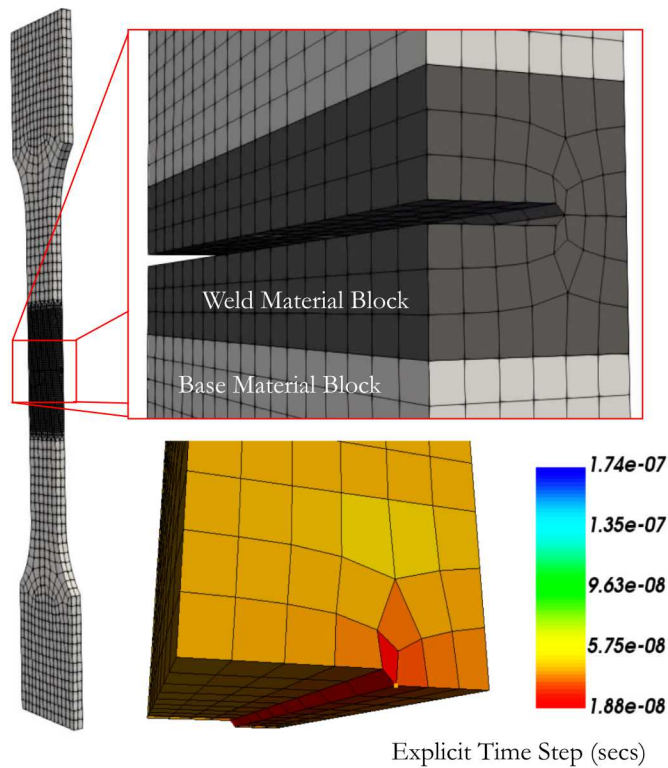 Weld Material Block
Base Material Block
1.74e-07
1.35e-07
9.63e-08
5.75e-08
1.88e-08
Explicit Time Step (secs)